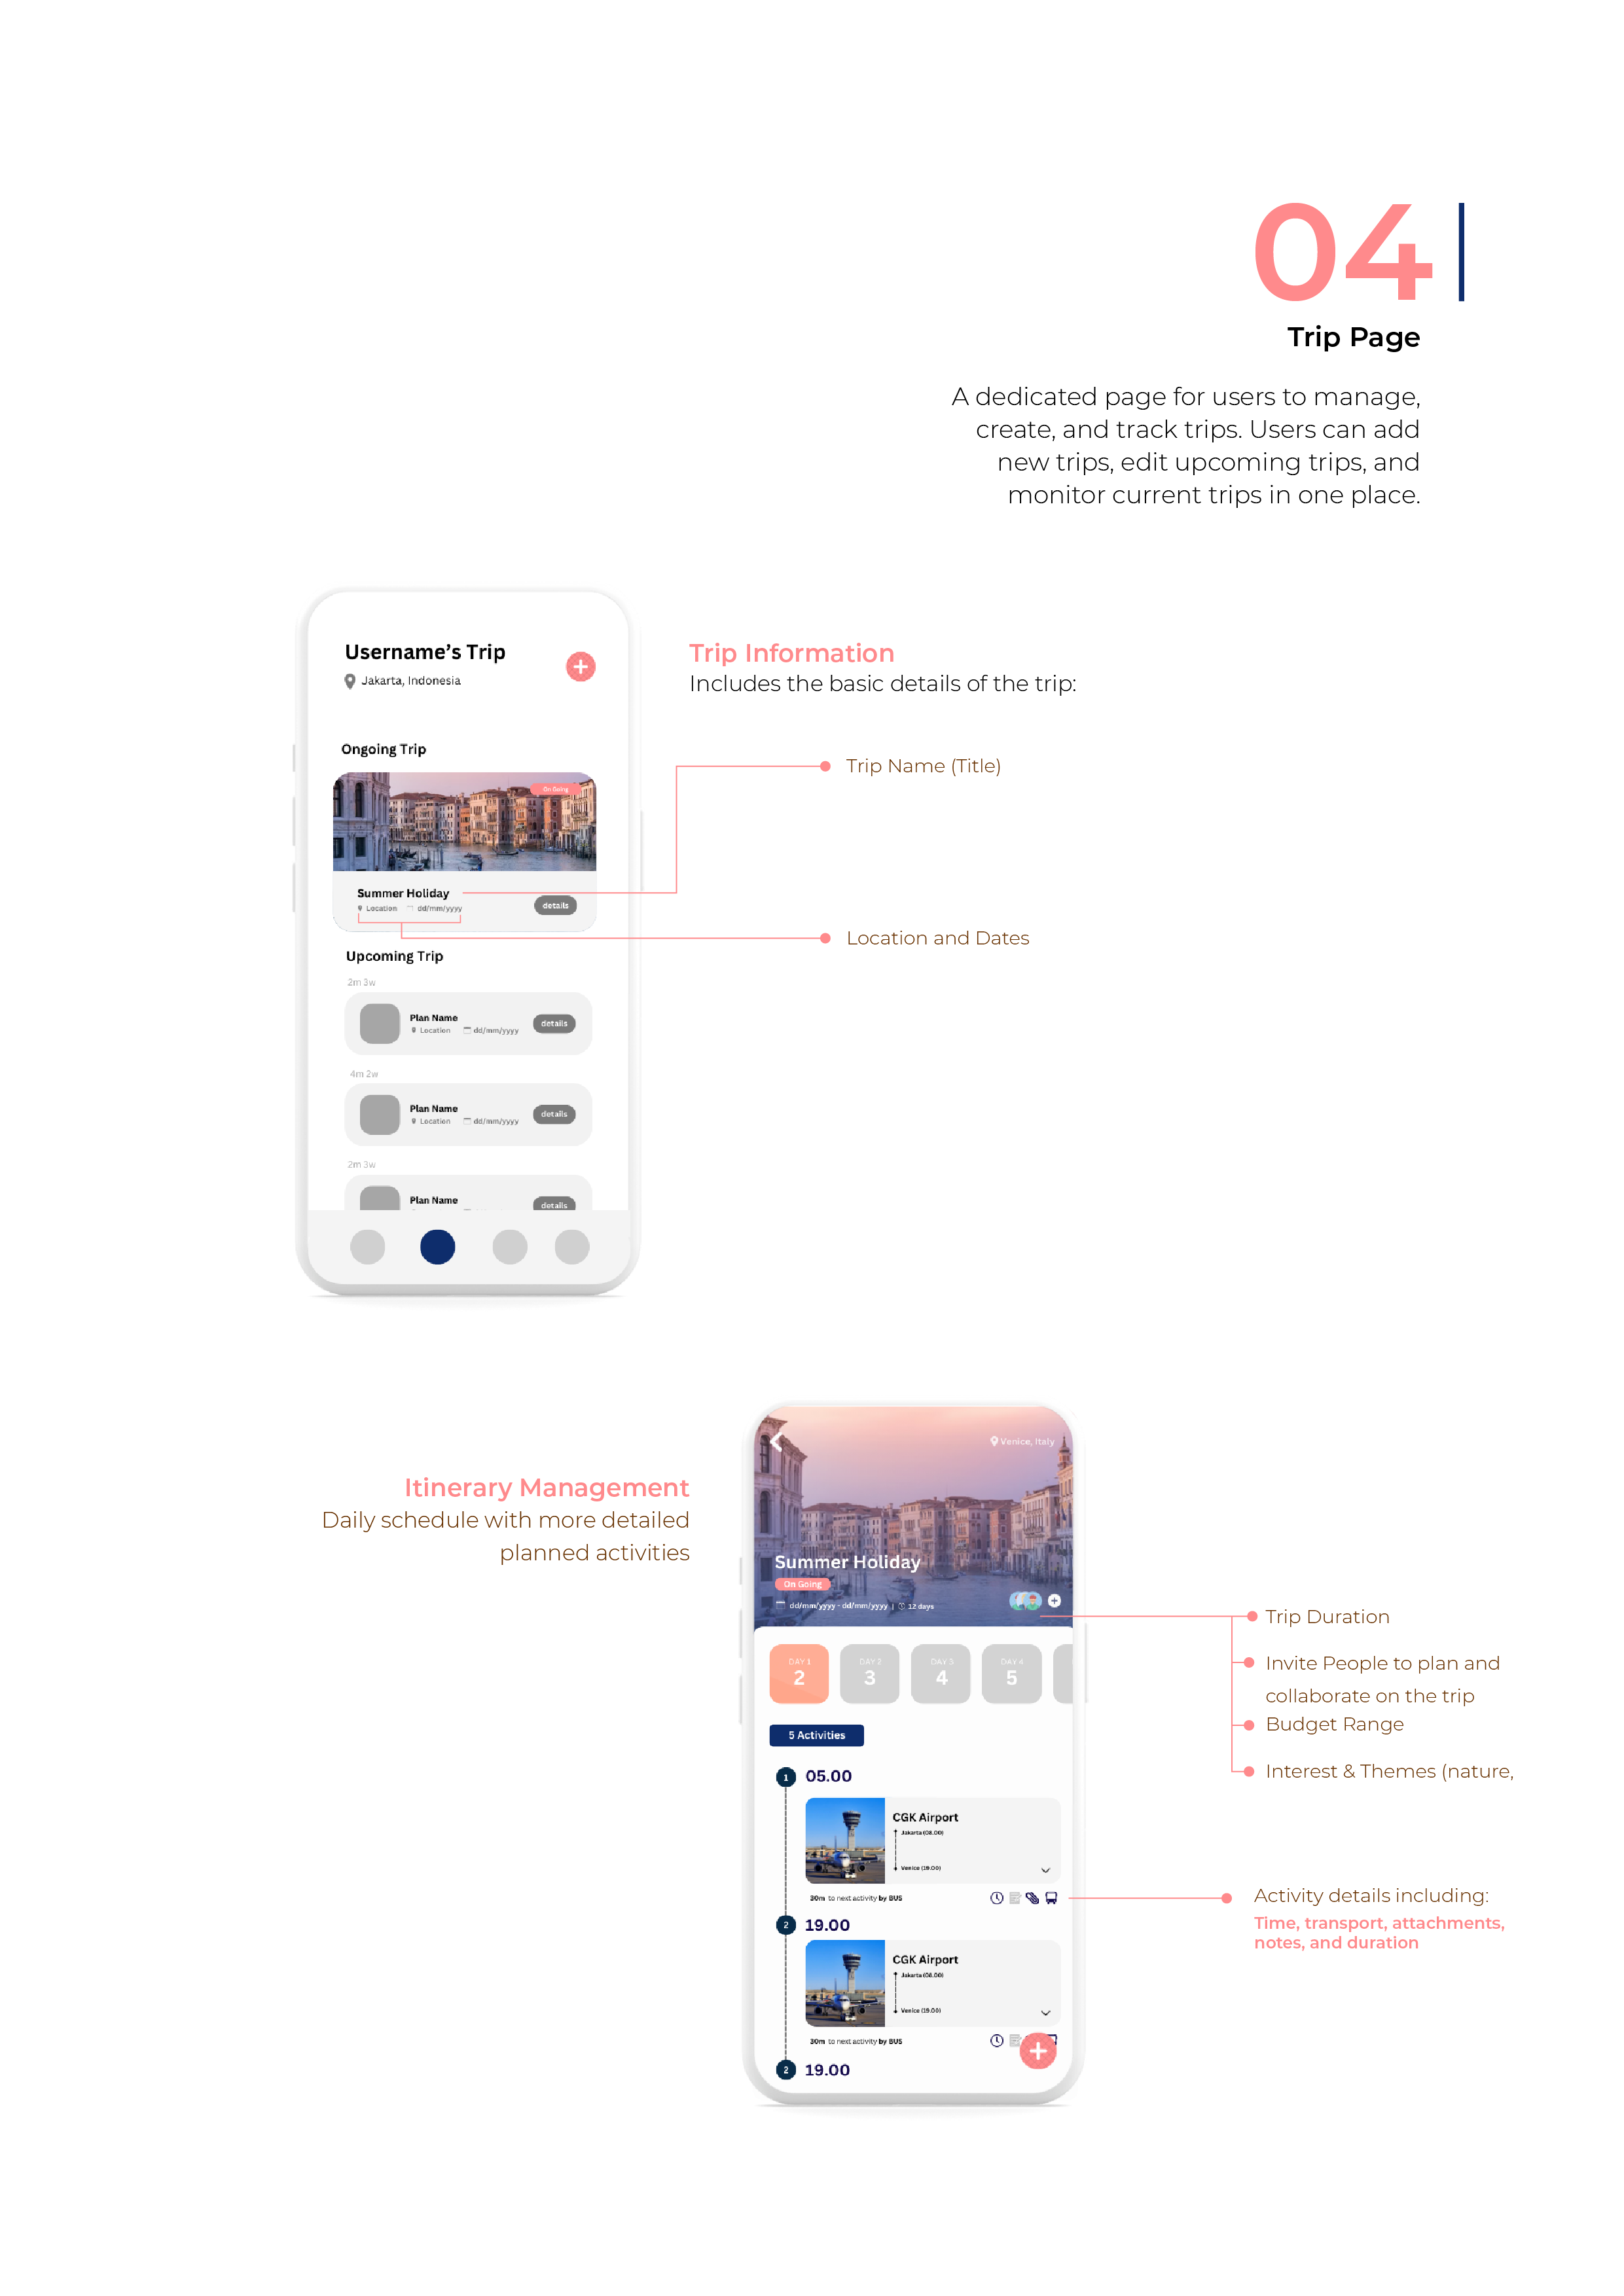 04
Trip Page
A dedicated page for users to manage,
create, and track trips. Users can add
new trips, edit upcoming trips, and
monitor current trips in one place.
Username's Trip
Jakarta, Indonesia
Ongoing Trip
On Going
Summer Holiday
Location dd/mm/yyyy
details
Upcoming Trip
2m 3w
Plan Name
Location dd/mm/yyyy
details
4m 2w
Plan Name
Location dd/mm/yyyy
details
2m 3w
Plan Name
details
Trip Information
Includes the basic details of the trip:
Trip Name (Title)
Location and Dates
Itinerary Management
Daily schedule with more detailed
planned activities
Venice, Italy
Summer Holiday
On Going
dd/mm/yyyy - dd/mm/yyyy | 12 days
DAY 1
2
DAY 2
3
DAY 3
4
DAY 4
5
5 Activities
1 05.00
CGK Airport
Jakarta (08.00)
Venice (19.00)
30m to next activity by BUS
2 19.00
CGK Airport
Jakarta (08.00)
Venice (19.00)
30m to next activity by BUS
2 19.00
Trip Duration
Invite People to plan and
collaborate on the trip
Budget Range
Interest & Themes (nature,
Activity details including:
Time, transport, attachments,
notes, and duration